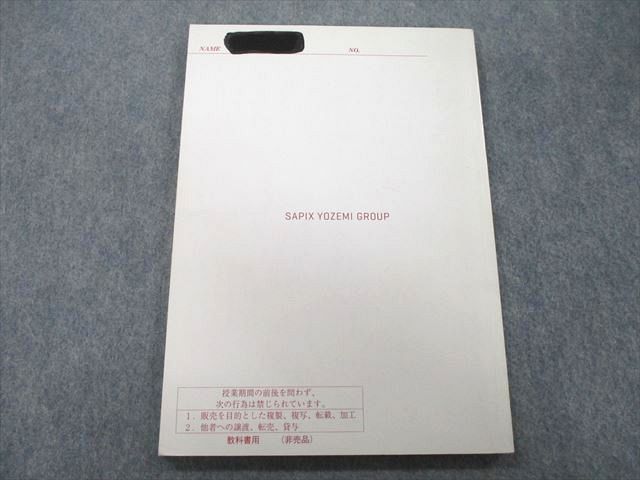 NAME NO.
SAPIX YOZEMI GROUP
授業期間の前後を問わず、
次の行為は禁じられています。
1. 販売を目的とした複製、複写、転載、加工
2. 他者への譲渡、転売、貸与
教科書用 (非売品)